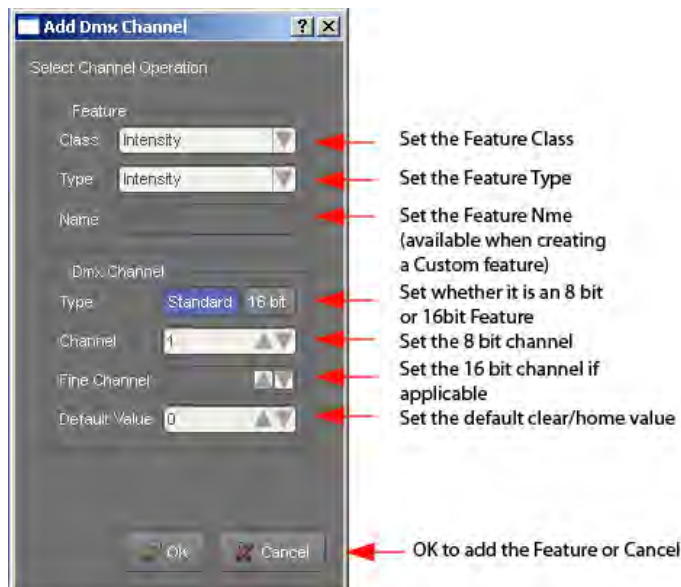 Add Dmx Channel
Select Channel Operation
Feature
Class Intensity
Set the Feature Class
Type Intensity
Set the Feature Type
Name
Set the Feature Nme
(available when creating
a Custom feature)
Dmx Channel
Type Standard 16 bit
Set whether it is an 8 bit
or 16bit Feature
Channel 1
Set the 8 bit channel
Fine Channel
Set the 16 bit channel if
applicable
Default Value 0
Set the default clear/home value
Ok Cancel
OK to add the Feature or Cancel